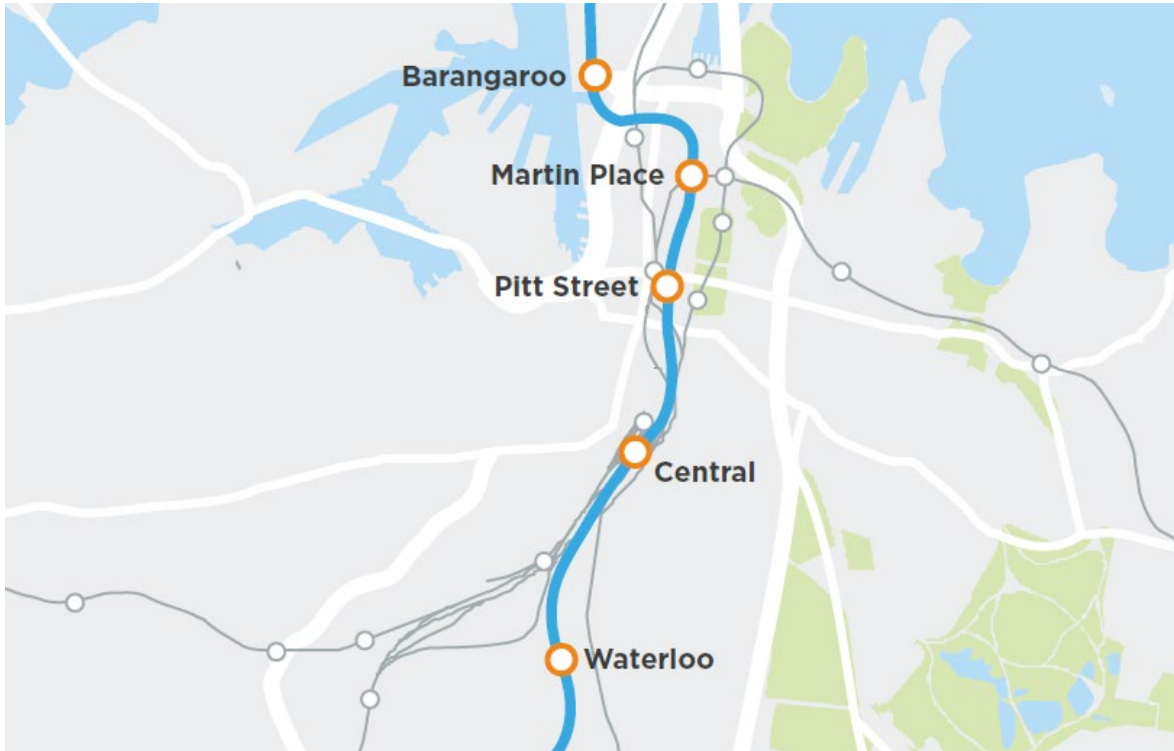 Barangaroo
Martin Place
Pitt Street
Central
Waterloo